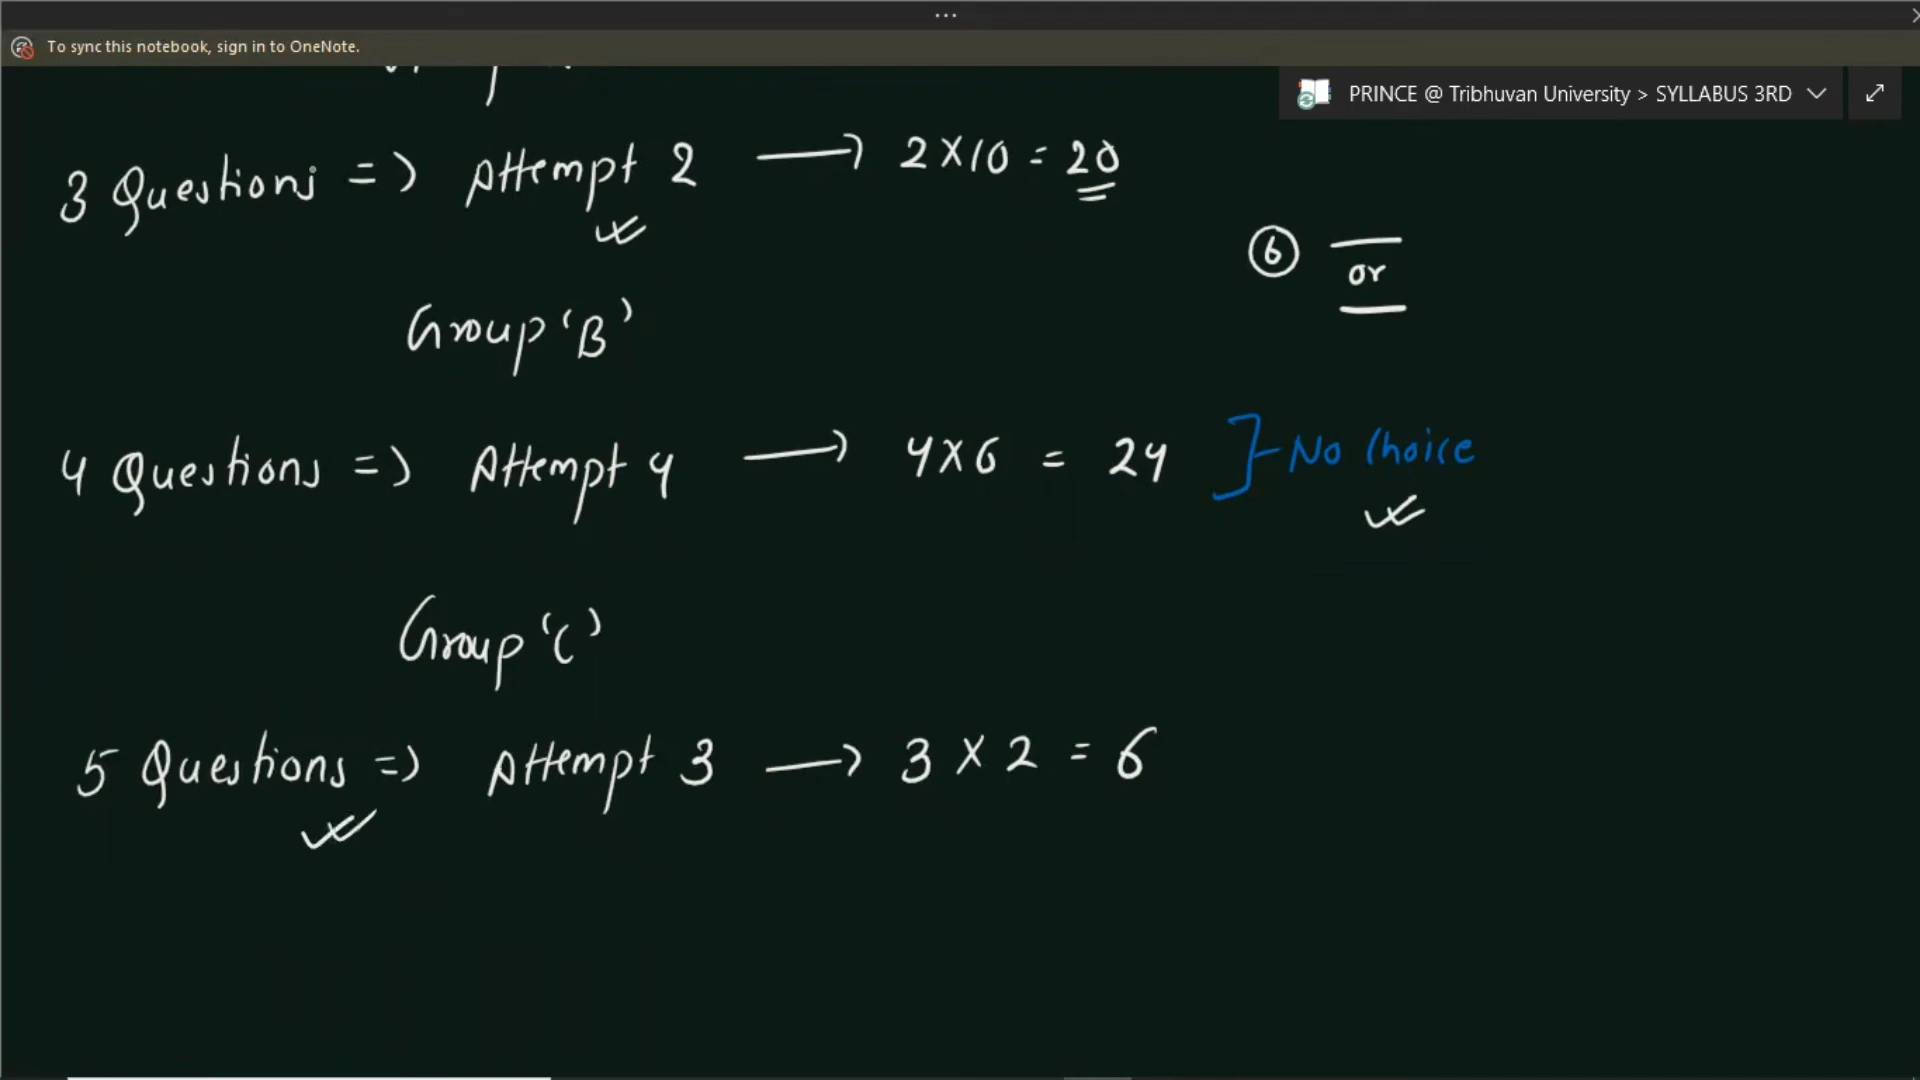 ...
To sync this notebook, sign in to OneNote.
PRINCE @ Tribhuvan University > SYLLABUS 3RD
3 Questions => Attempt 2 → 2 X 10 = 20
6
or
Group 'B'
4 Questions => Attempt 4 → 4 X 6 = 24 } No Choice
Group 'C'
5 Questions => Attempt 3 → 3 X 2 = 6